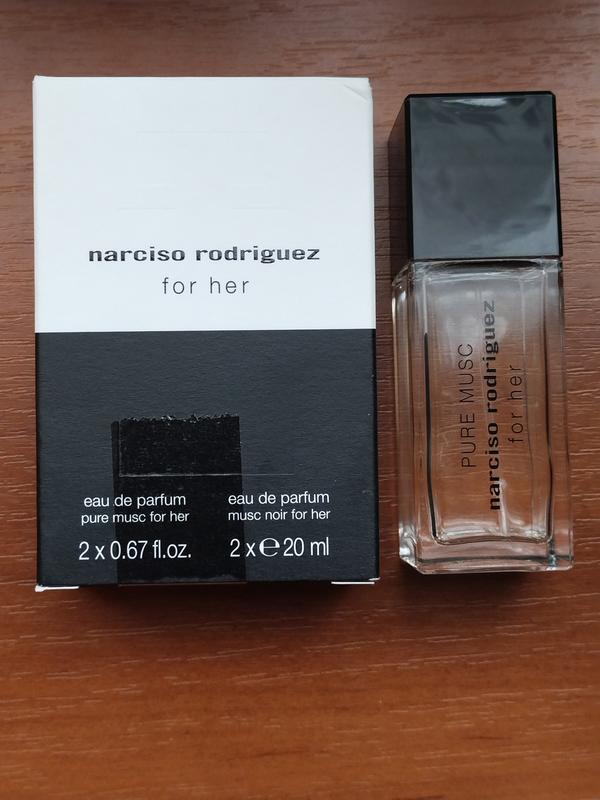 narciso rodriguez
for her
eau de parfum
pure musc for her
2 x 0.67 fl.oz.
eau de parfum
musc noir for her
2 x ℮ 20 ml
PURE MUSC
narciso rodriguez
for her